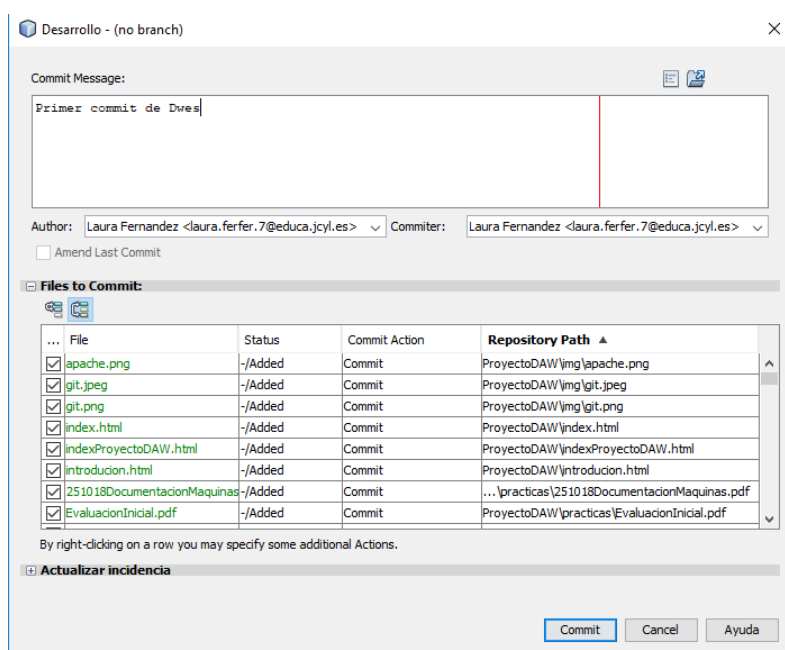 Desarrollo - (no branch)
Commit Message:
Primer commit de Dwes
Author: Laura Fernandez <laura.ferfer.7@educa.jcyl.es> Commiter: Laura Fernandez <laura.ferfer.7@educa.jcyl.es>
Amend Last Commit
Files to Commit:
... File Status Commit Action Repository Path
apache.png -/Added Commit ProyectoDAW\img\apache.png
git.jpeg -/Added Commit ProyectoDAW\img\git.jpeg
git.png -/Added Commit ProyectoDAW\img\git.png
index.html -/Added Commit ProyectoDAW\index.html
indexProyectoDAW.html -/Added Commit ProyectoDAW\indexProyectoDAW.html
introducion.html -/Added Commit ProyectoDAW\introducion.html
251018DocumentacionMaquinas -/Added Commit ...\practicas\251018DocumentacionMaquinas.pdf
EvaluacionInicial.pdf -/Added Commit ProyectoDAW\practicas\EvaluacionInicial.pdf
By right-clicking on a row you may specify some additional Actions.
Actualizar incidencia
Commit Cancel Ayuda